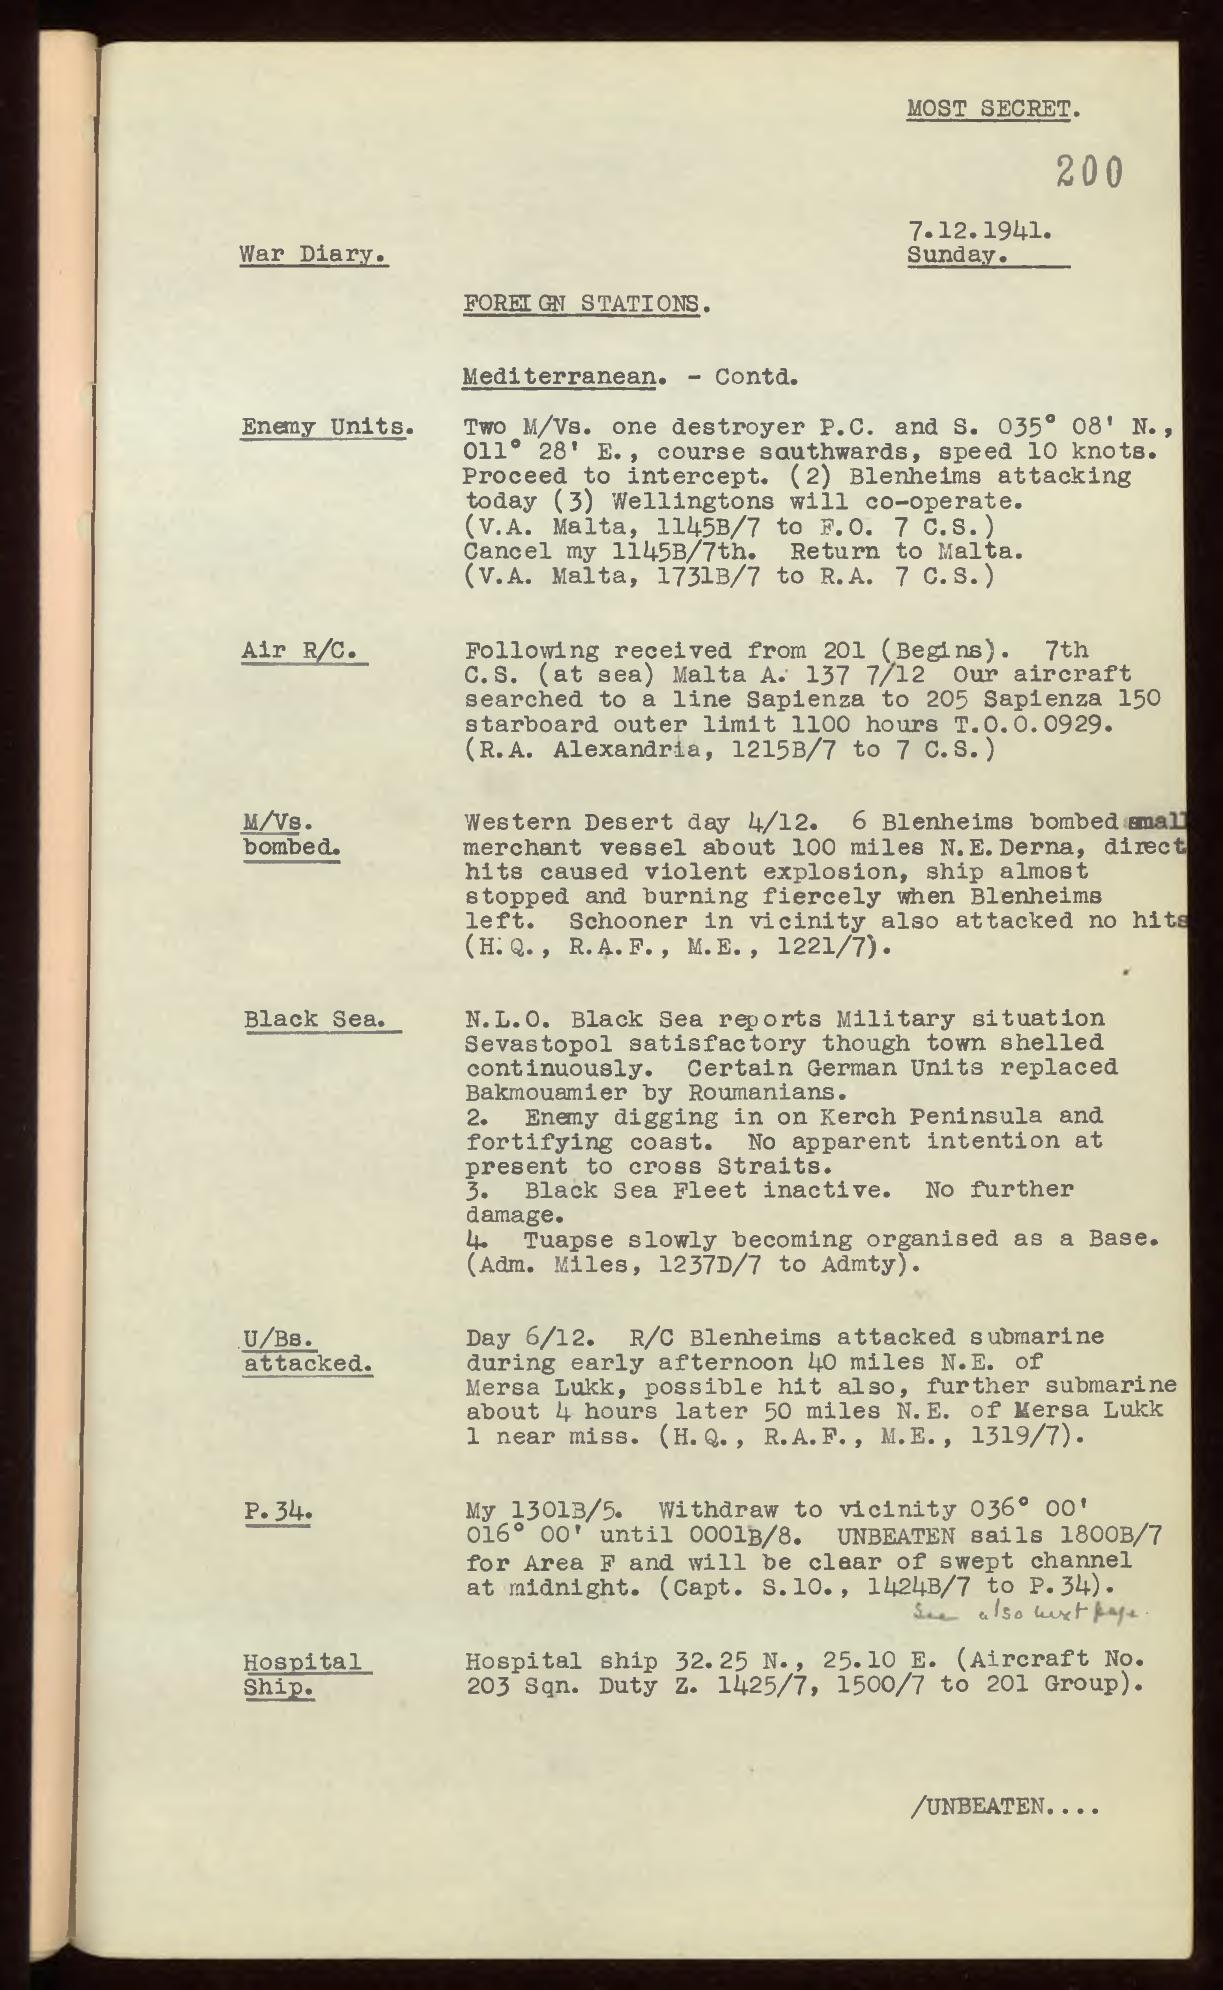 MOST SECRET.
200
7.12.1941.
War Diary.
Sunday.
FOREIGN STATIONS.
Mediterranean. - Contd.
Enemy Units.
Two M/Vs. one destroyer P.C. and S. 035° 08' N.,
011° 28' E., course southwards, speed 10 knots.
Proceed to intercept. (2) Blenheims attacking
today (3) Wellingtons will co-operate.
(V.A. Malta, 1145B/7 to F.O. 7 C.S.)
Cancel my 1145B/7th. Return to Malta.
(V.A. Malta, 1731B/7 to R.A. 7 C.S.)
Air R/C.
Following received from 201 (Begins). 7th
C.S. (at sea) Malta A. 137 7/12 Our aircraft
searched to a line Sapienza to 205 Sapienza 150
starboard outer limit 1100 hours T.O.O.0929.
(R.A. Alexandria, 1215B/7 to 7 C.S.)
M/Vs.
bombed.
Western Desert day 4/12. 6 Blenheims bombed small
merchant vessel about 100 miles N.E.Derna, direct
hits caused violent explosion, ship almost
stopped and burning fiercely when Blenheims
left. Schooner in vicinity also attacked no hits
(H.Q., R.A.F., M.E., 1221/7).
Black Sea.
N.L.O. Black Sea reports Military situation
Sevastopol satisfactory though town shelled
continuously. Certain German Units replaced
Bakmouamier by Roumanians.
2. Enemy digging in on Kerch Peninsula and
fortifying coast. No apparent intention at
present to cross Straits.
3. Black Sea Fleet inactive. No further
damage.
4. Tuapse slowly becoming organised as a Base.
(Adm. Miles, 1237D/7 to Admty).
U/Bs.
attacked.
Day 6/12. R/C Blenheims attacked submarine
during early afternoon 40 miles N.E. of
Mersa Lukk, possible hit also, further submarine
about 4 hours later 50 miles N.E. of Mersa Lukk
1 near miss. (H.Q., R.A.F., M.E., 1319/7).
P.34.
My 1301B/5. Withdraw to vicinity 036° 00'
016° 00' until 0001B/8. UNBEATEN sails 1800B/7
for Area F and will be clear of swept channel
at midnight. (Capt. S.10., 1424B/7 to P.34).
See also next page.
Hospital
Ship.
Hospital ship 32.25 N., 25.10 E. (Aircraft No.
203 Sqn. Duty Z. 1425/7, 1500/7 to 201 Group).
/UNBEATEN....